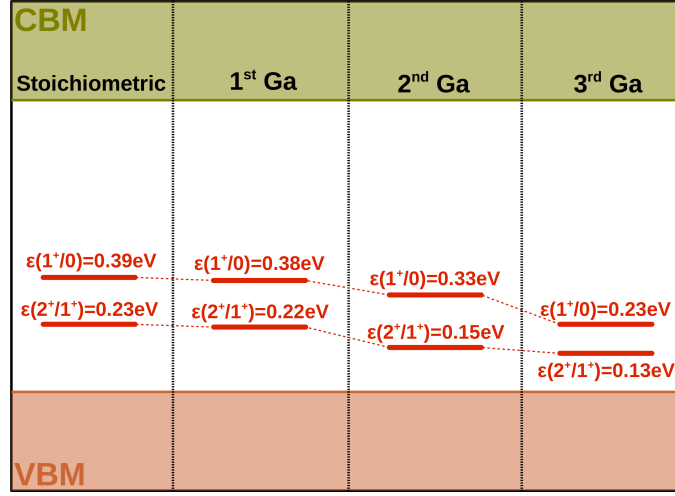 CBM
Stoichiometric
1st Ga
2nd Ga
3rd Ga
ε(1+/0)=0.39eV
ε(1+/0)=0.38eV
ε(1+/0)=0.33eV
ε(1+/0)=0.23eV
ε(2+/1+)=0.23eV
ε(2+/1+)=0.22eV
ε(2+/1+)=0.15eV
ε(2+/1+)=0.13eV
VBM